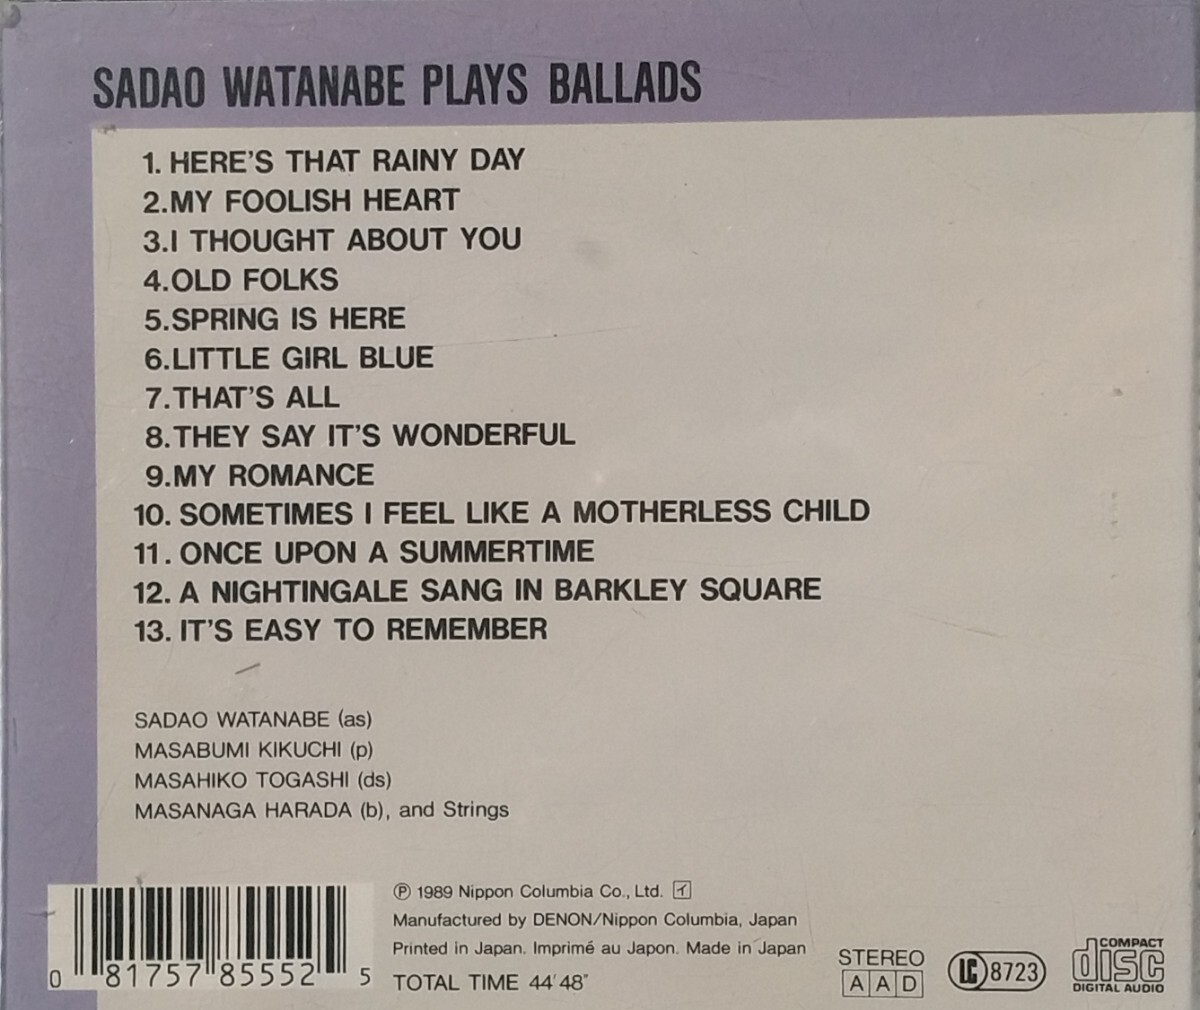 SADAO WATANABE PLAYS BALLADS
1. HERE'S THAT RAINY DAY
2.MY FOOLISH HEART
3.I THOUGHT ABOUT YOU
4.OLD FOLKS
5.SPRING IS HERE
6.LITTLE GIRL BLUE
7.THAT'S ALL
8.THEY SAY IT'S WONDERFUL
9.MY ROMANCE
10. SOMETIMES I FEEL LIKE A MOTHERLESS CHILD
11. ONCE UPON A SUMMERTIME
12. A NIGHTINGALE SANG IN BARKLEY SQUARE
13. IT'S EASY TO REMEMBER
SADAO WATANABE (as)
MASABUMI KIKUCHI (p)
MASAHIKO TOGASHI (ds)
MASANAGA HARADA (b), and Strings
0 81757 85552 5
℗ 1989 Nippon Columbia Co., Ltd. イ
Manufactured by DENON/Nippon Columbia, Japan
Printed in Japan. Imprimé au Japon. Made in Japan
TOTAL TIME 44'48"
STEREO
AAD
LC 8723
COMPACT
disc
DIGITAL AUDIO